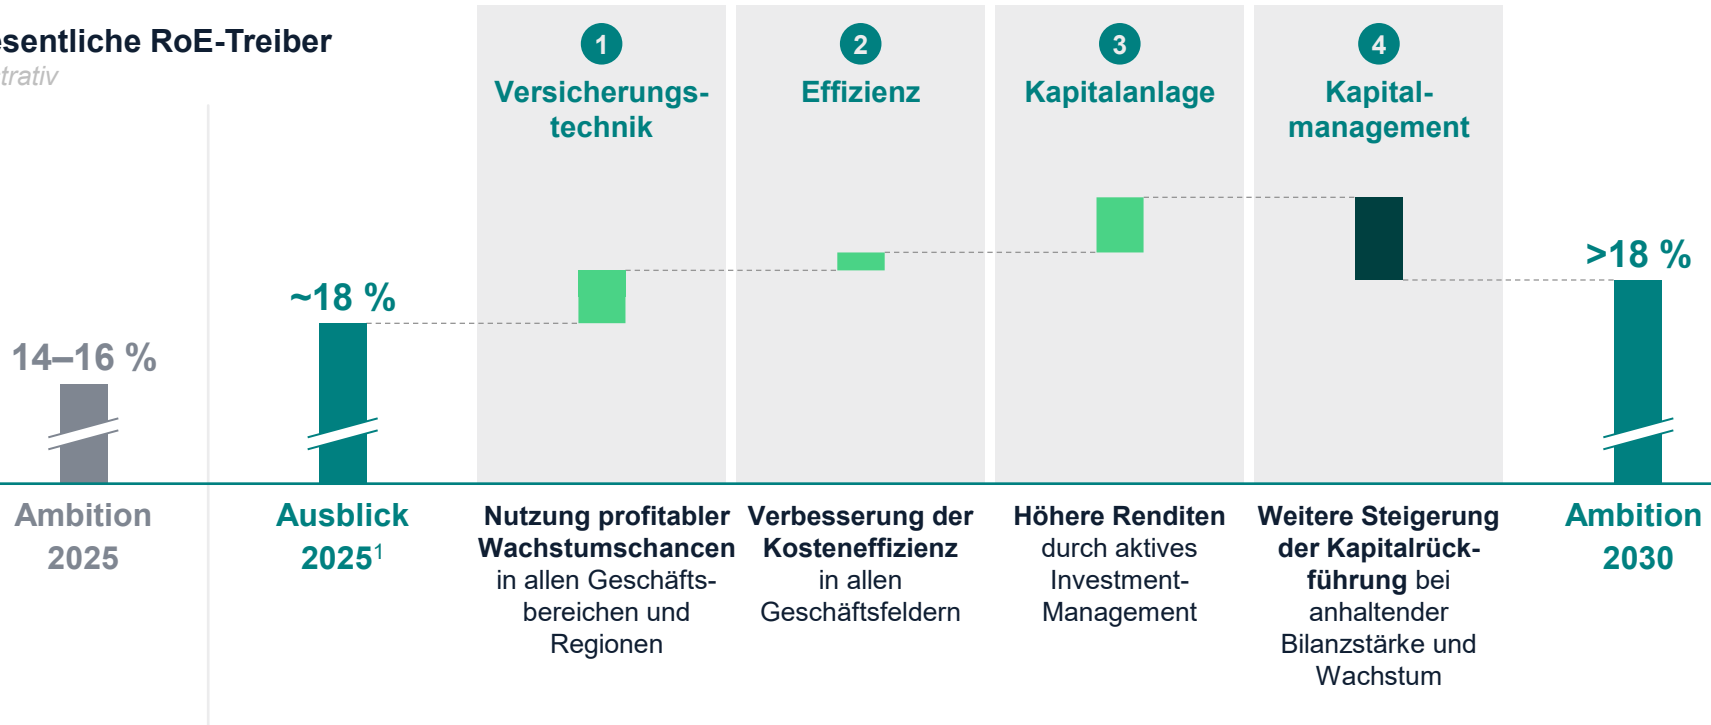 esentliche RoE-Treiber
strativ
14–16 %
Ambition
2025
~18 %
Ausblick
2025¹
1
Versicherungs-
technik
Nutzung profitabler
Wachstumschancen
in allen Geschäfts-
bereichen und
Regionen
2
Effizienz
Verbesserung der
Kosteneffizienz
in allen
Geschäftsfeldern
3
Kapitalanlage
Höhere Renditen
durch aktives
Investment-
Management
4
Kapital-
management
Weitere Steigerung
der Kapitalrück-
führung bei
anhaltender
Bilanzstärke und
Wachstum
>18 %
Ambition
2030